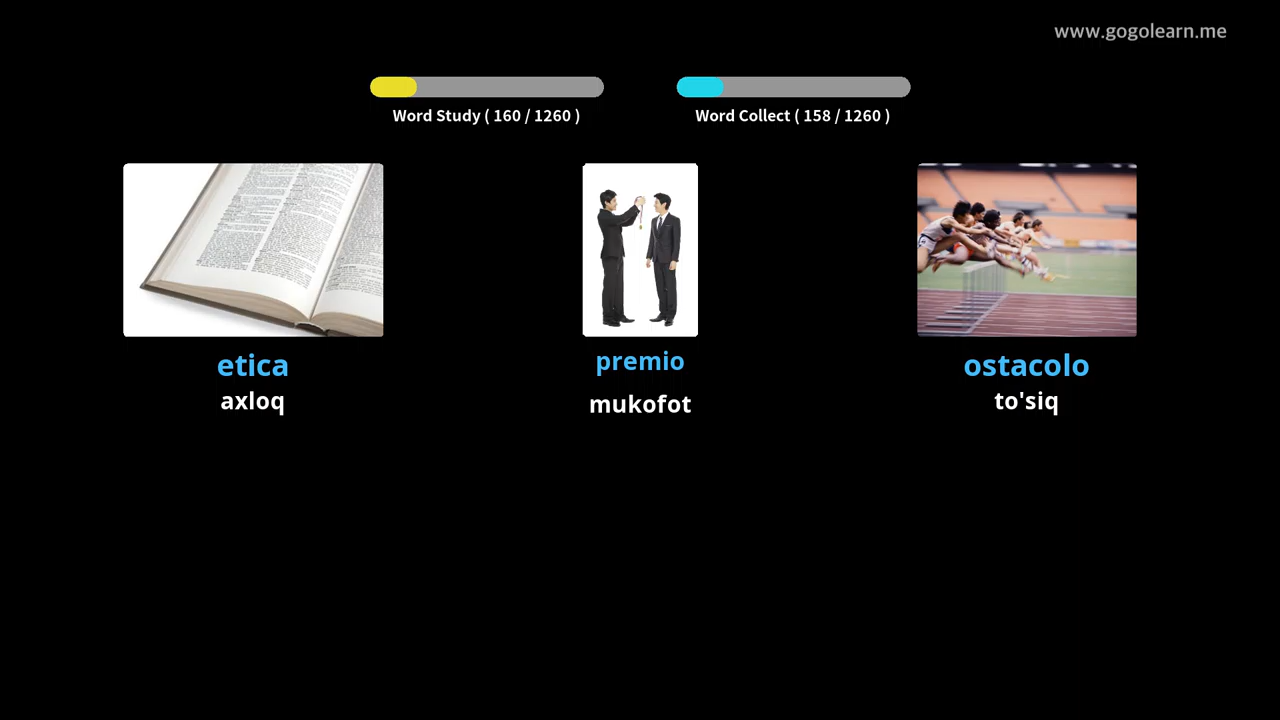 www.gogolearn.me
Word Study ( 160 / 1260 )
Word Collect ( 158 / 1260 )
etica
axloq
premio
mukofot
ostacolo
to'siq